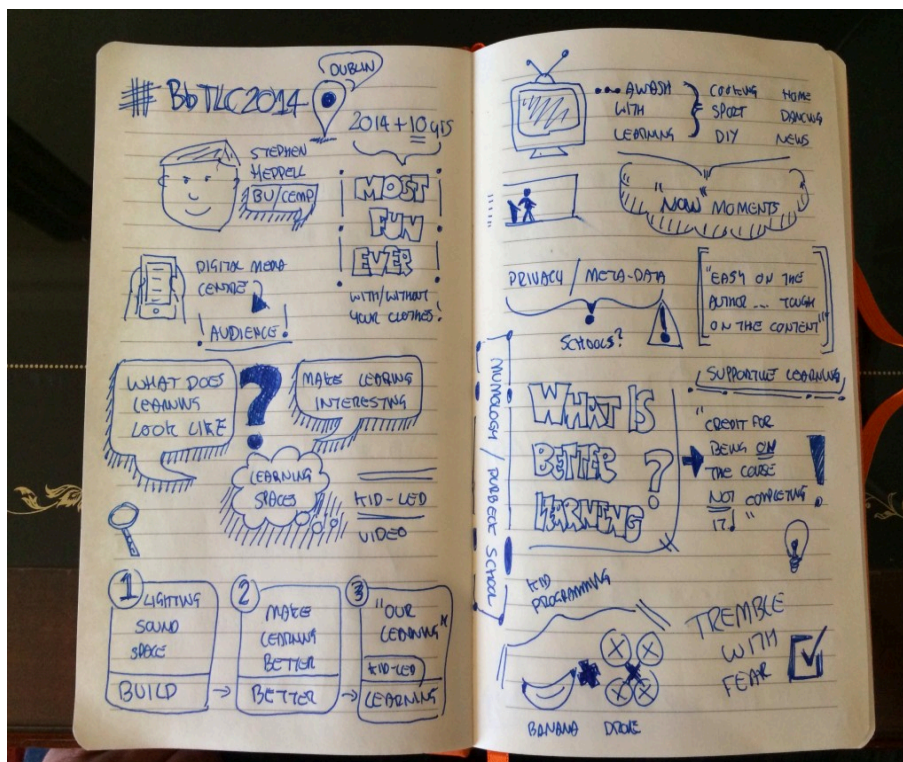 # BbTLC2014
DUBLIN
2014 + 10 yrs
STEPHEN
HEPPELL
BU/CEMP
MOST
FUN
EVER
WITH/WITHOUT
YOUR CLOTHES!
DIGITAL MEDIA
CENTRE
! AUDIENCE!
WHAT DOES
LEARNING
LOOK LIKE
?
MAKE LEARING
INTERESTING
LEARNING
SPACES
KID-LED
VIDEO
1
LIGHTING
SOUND
SPACE
BUILD
2
MAKE
LEARNING
BETTER
BETTER
3
"OUR
LEARNING"
KID-LED
LEARNING
... AWASH
WITH
LEARNING
COOKING HOME
SPORT DANCING
DIY NEWS
"NOW" MOMENTS
PRIVACY / META-DATA
SCHOOLS?
!
"EASY ON THE
AUTHOR ... TOUGH
ON THE CONTENT"
/ PURBECK SCHOOL
WHAT IS
BETTER
LEARNING?
SUPPORTIVE LEARNING
"CREDIT FOR
BEING ON
THE COURSE
NOT COMPLETING
IT!"
!
KID
PROGRAMMING
BANANA DRONE
TREMBLE
WITH
FEAR